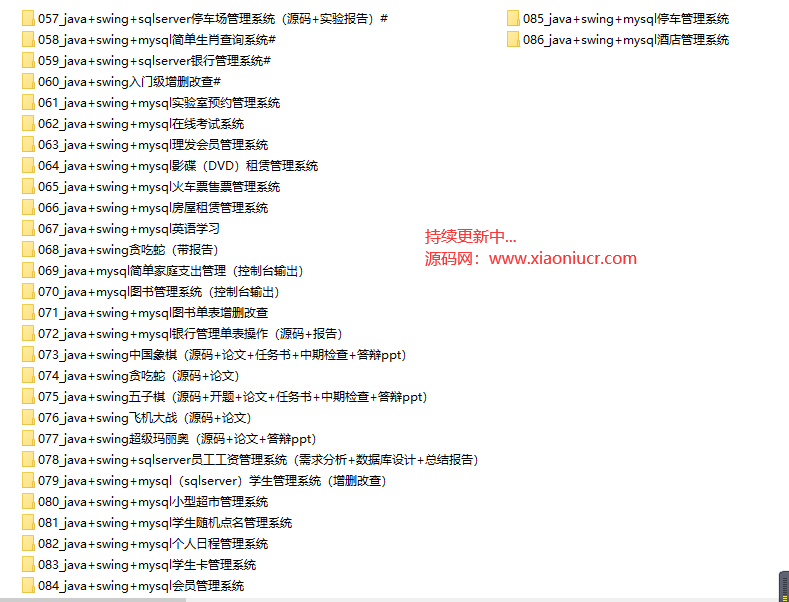 057_java+swing+sqlserver停车场管理系统（源码+实验报告）#
058_java+swing+mysql简单生肖查询系统#
059_java+swing+sqlserver银行管理系统#
060_java+swing入门级增删改查#
061_java+swing+mysql实验室预约管理系统
062_java+swing+mysql在线考试系统
063_java+swing+mysql理发会员管理系统
064_java+swing+mysql影碟（DVD）租赁管理系统
065_java+swing+mysql火车票售票管理系统
066_java+swing+mysql房屋租赁管理系统
067_java+swing+mysql英语学习
068_java+swing贪吃蛇（带报告）
069_java+mysql简单家庭支出管理（控制台输出）
070_java+mysql图书管理系统（控制台输出）
071_java+swing+mysql图书单表增删改查
072_java+swing+mysql银行管理单表操作（源码+报告）
073_java+swing中国象棋（源码+论文+任务书+中期检查+答辩ppt）
074_java+swing贪吃蛇（源码+论文）
075_java+swing五子棋（源码+开题+论文+任务书+中期检查+答辩ppt）
076_java+swing飞机大战（源码+论文）
077_java+swing超级玛丽奥（源码+论文+答辩ppt）
078_java+swing+sqlserver员工工资管理系统（需求分析+数据库设计+总结报告）
079_java+swing+mysql（sqlserver）学生管理系统（增删改查）
080_java+swing+mysql小型超市管理系统
081_java+swing+mysql学生随机点名管理系统
082_java+swing+mysql个人日程管理系统
083_java+swing+mysql学生卡管理系统
084_java+swing+mysql会员管理系统
085_java+swing+mysql停车管理系统
086_java+swing+mysql酒店管理系统
持续更新中...
源码网：www.xiaoniucr.com